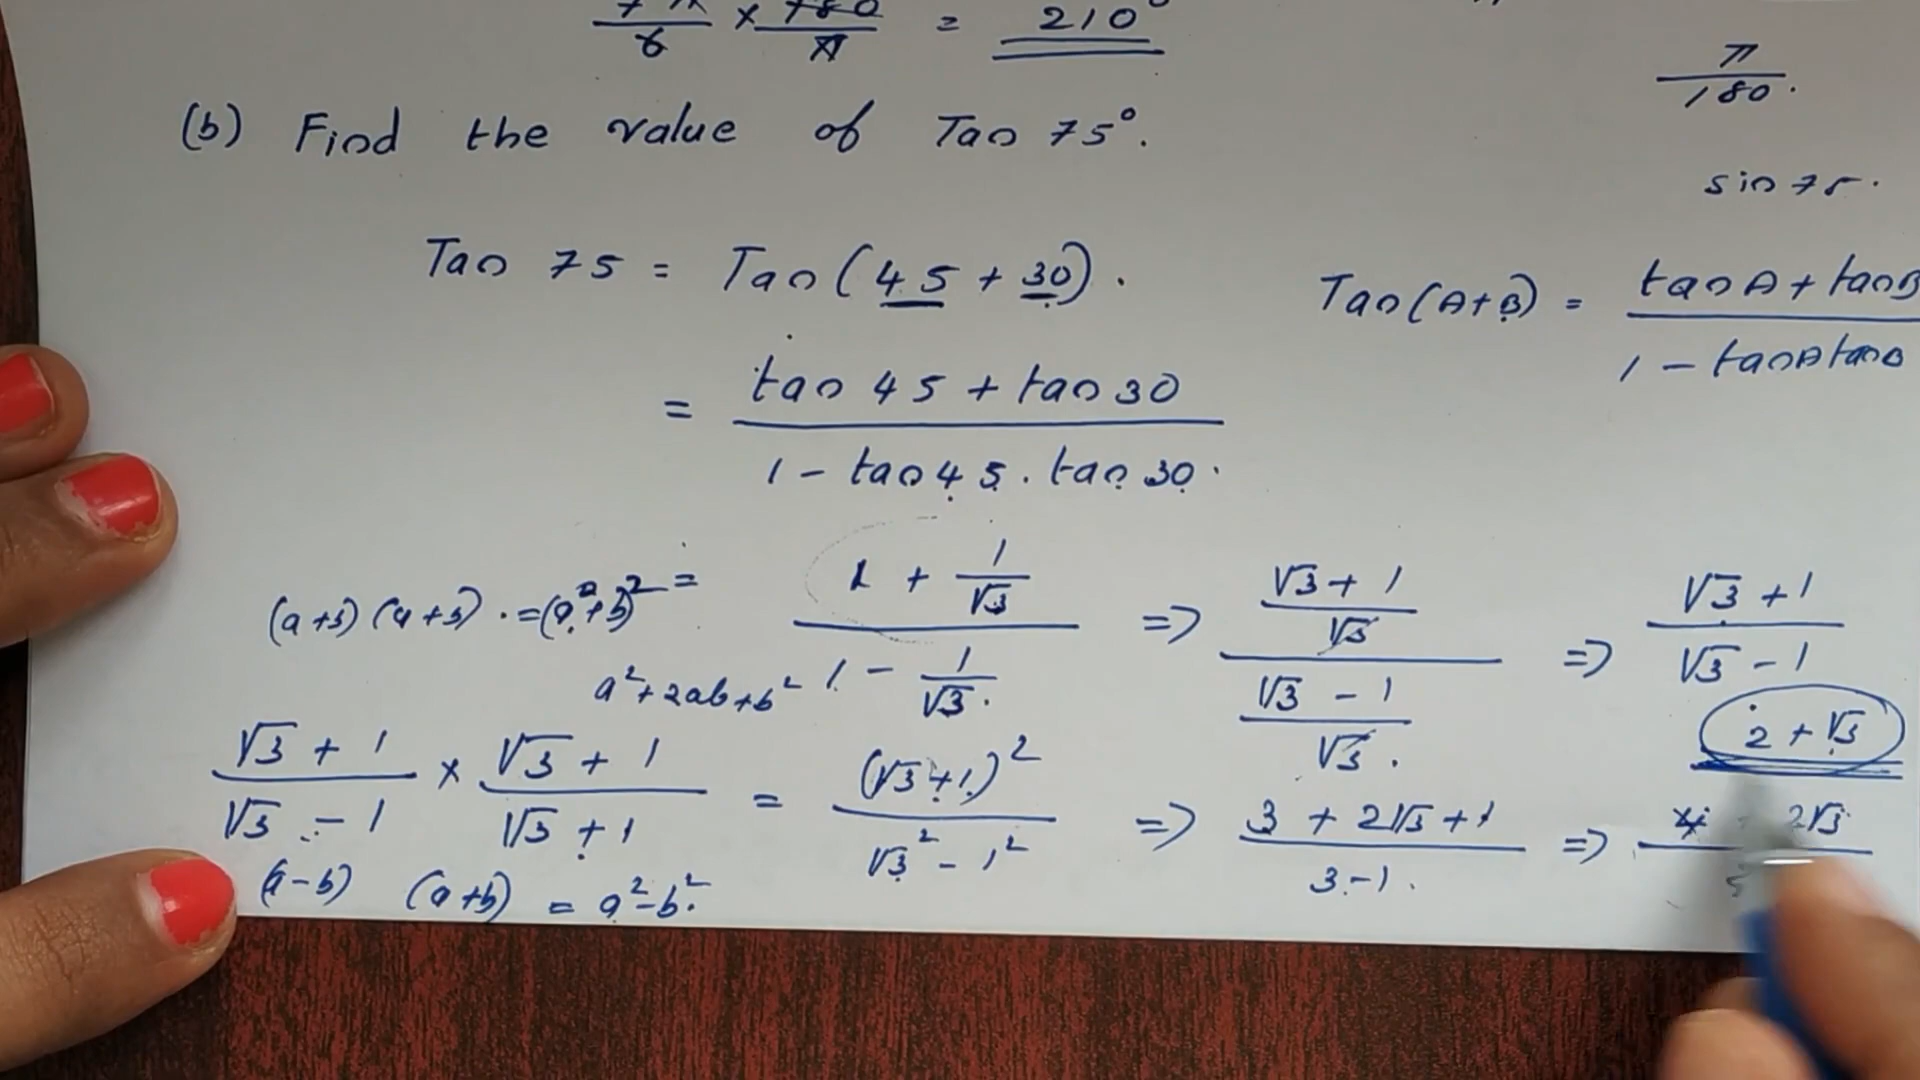 7π/6 × 180/π = 210°
π/180.
(b) Find the value of Tan 75°.
sin 75.
Tan 75 = Tan(45 + 30).
Tan(A+B) = (tanA + tanB)/(1 - tanA tanB)
= (tan 45 + tan 30)/(1 - tan 45 . tan 30.)
(a+b)(a+b). = (a+b)² =
a² + 2ab + b²
(1 + 1/√3)/(1 - 1/√3.) => ((√3 + 1)/√3)/((√3 - 1)/√3.) => (√3 + 1)/(√3 - 1)
2 + √3
(√3 + 1)/(√3 - 1) × (√3 + 1)/(√3 + 1) = (√3 + 1)²/(√3² - 1²) => (3 + 2√3 + 1)/(3 - 1.) => 2√3
(a-b) (a+b) = a² - b².